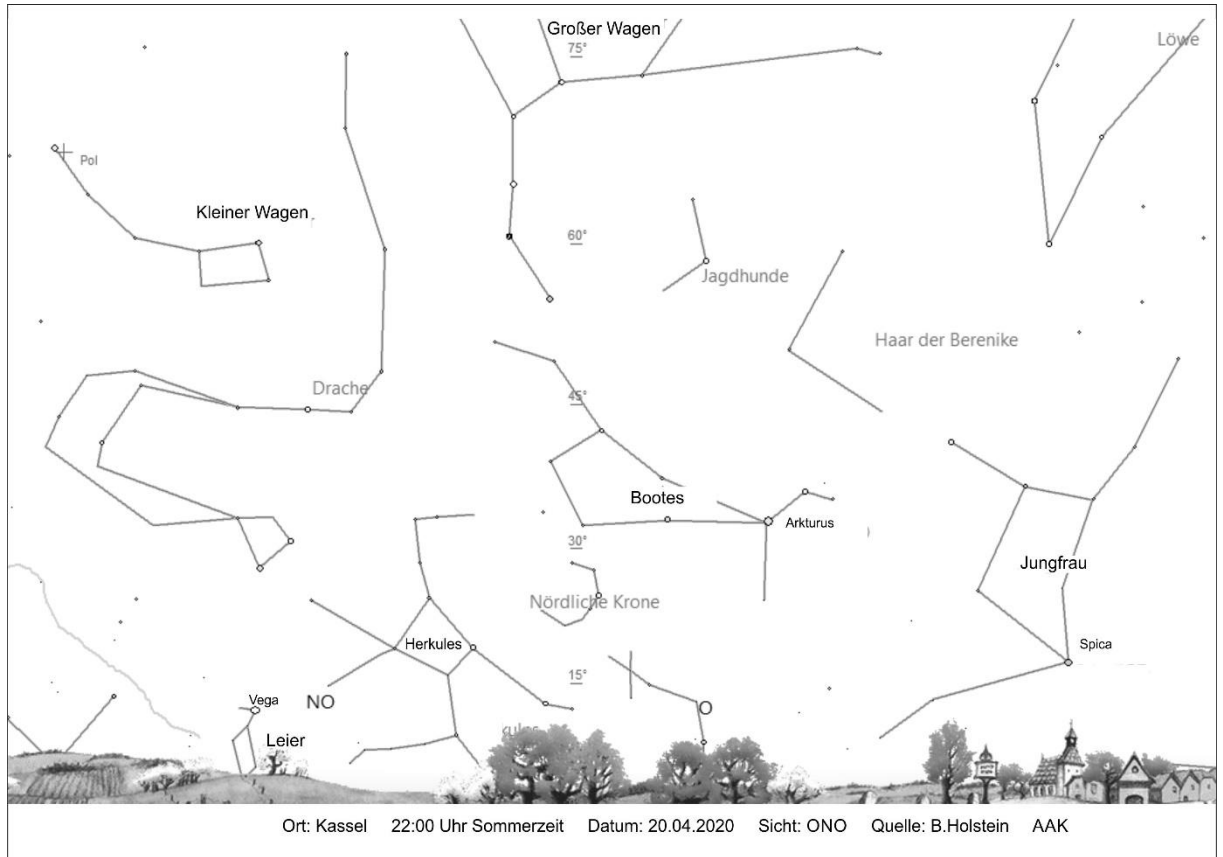 Großer Wagen
75°
Löwe
Pol
Kleiner Wagen
60°
Jagdhunde
Haar der Berenike
Drache
45°
Bootes
Arkturus
30°
Jungfrau
Nördliche Krone
Herkules
Spica
15°
Vega
NO
O
Leier
Ort: Kassel 22:00 Uhr Sommerzeit Datum: 20.04.2020 Sicht: ONO Quelle: B.Holstein AAK